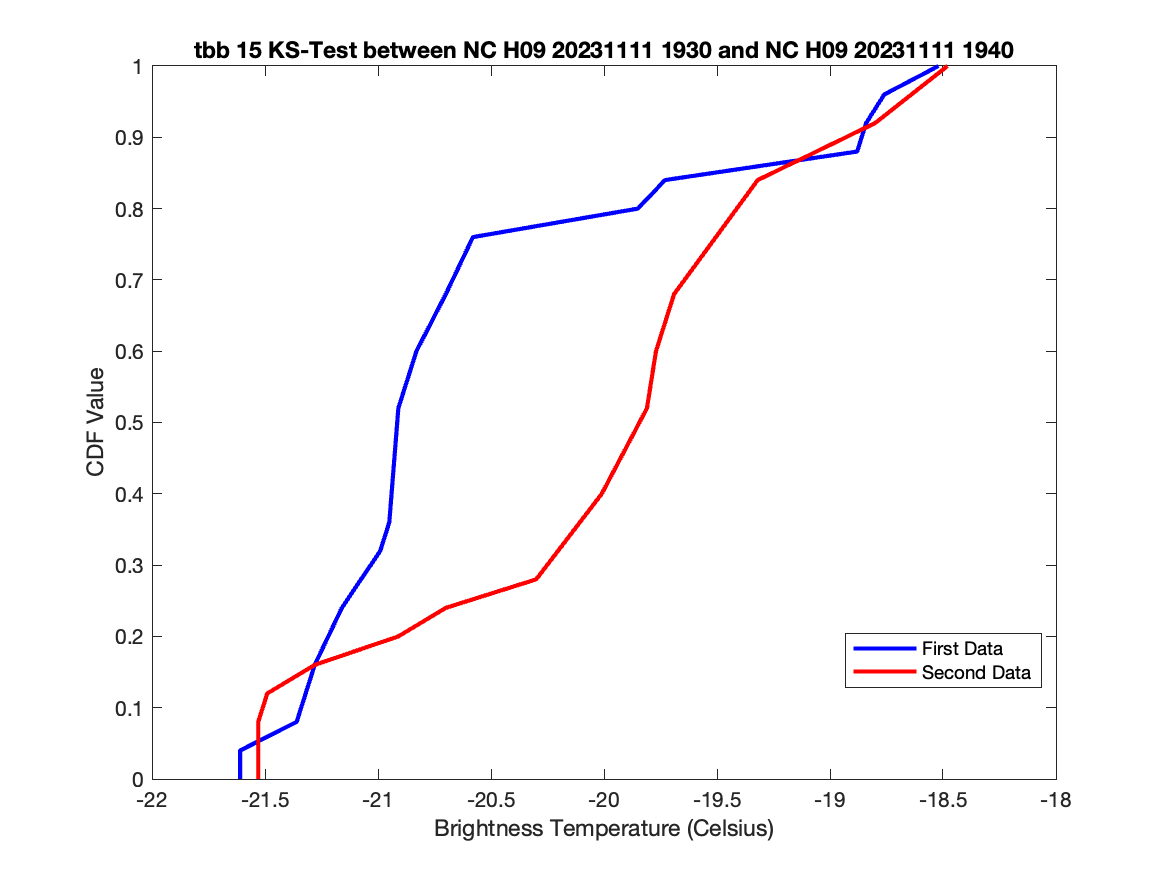 tbb 15 KS-Test between NC H09 20231111 1930 and NC H09 20231111 1940
1
0.9
0.8
0.7
0.6
0.5
0.4
0.3
0.2
0.1
0
CDF Value
First Data
Second Data
-22 -21.5 -21 -20.5 -20 -19.5 -19 -18.5 -18
Brightness Temperature (Celsius)